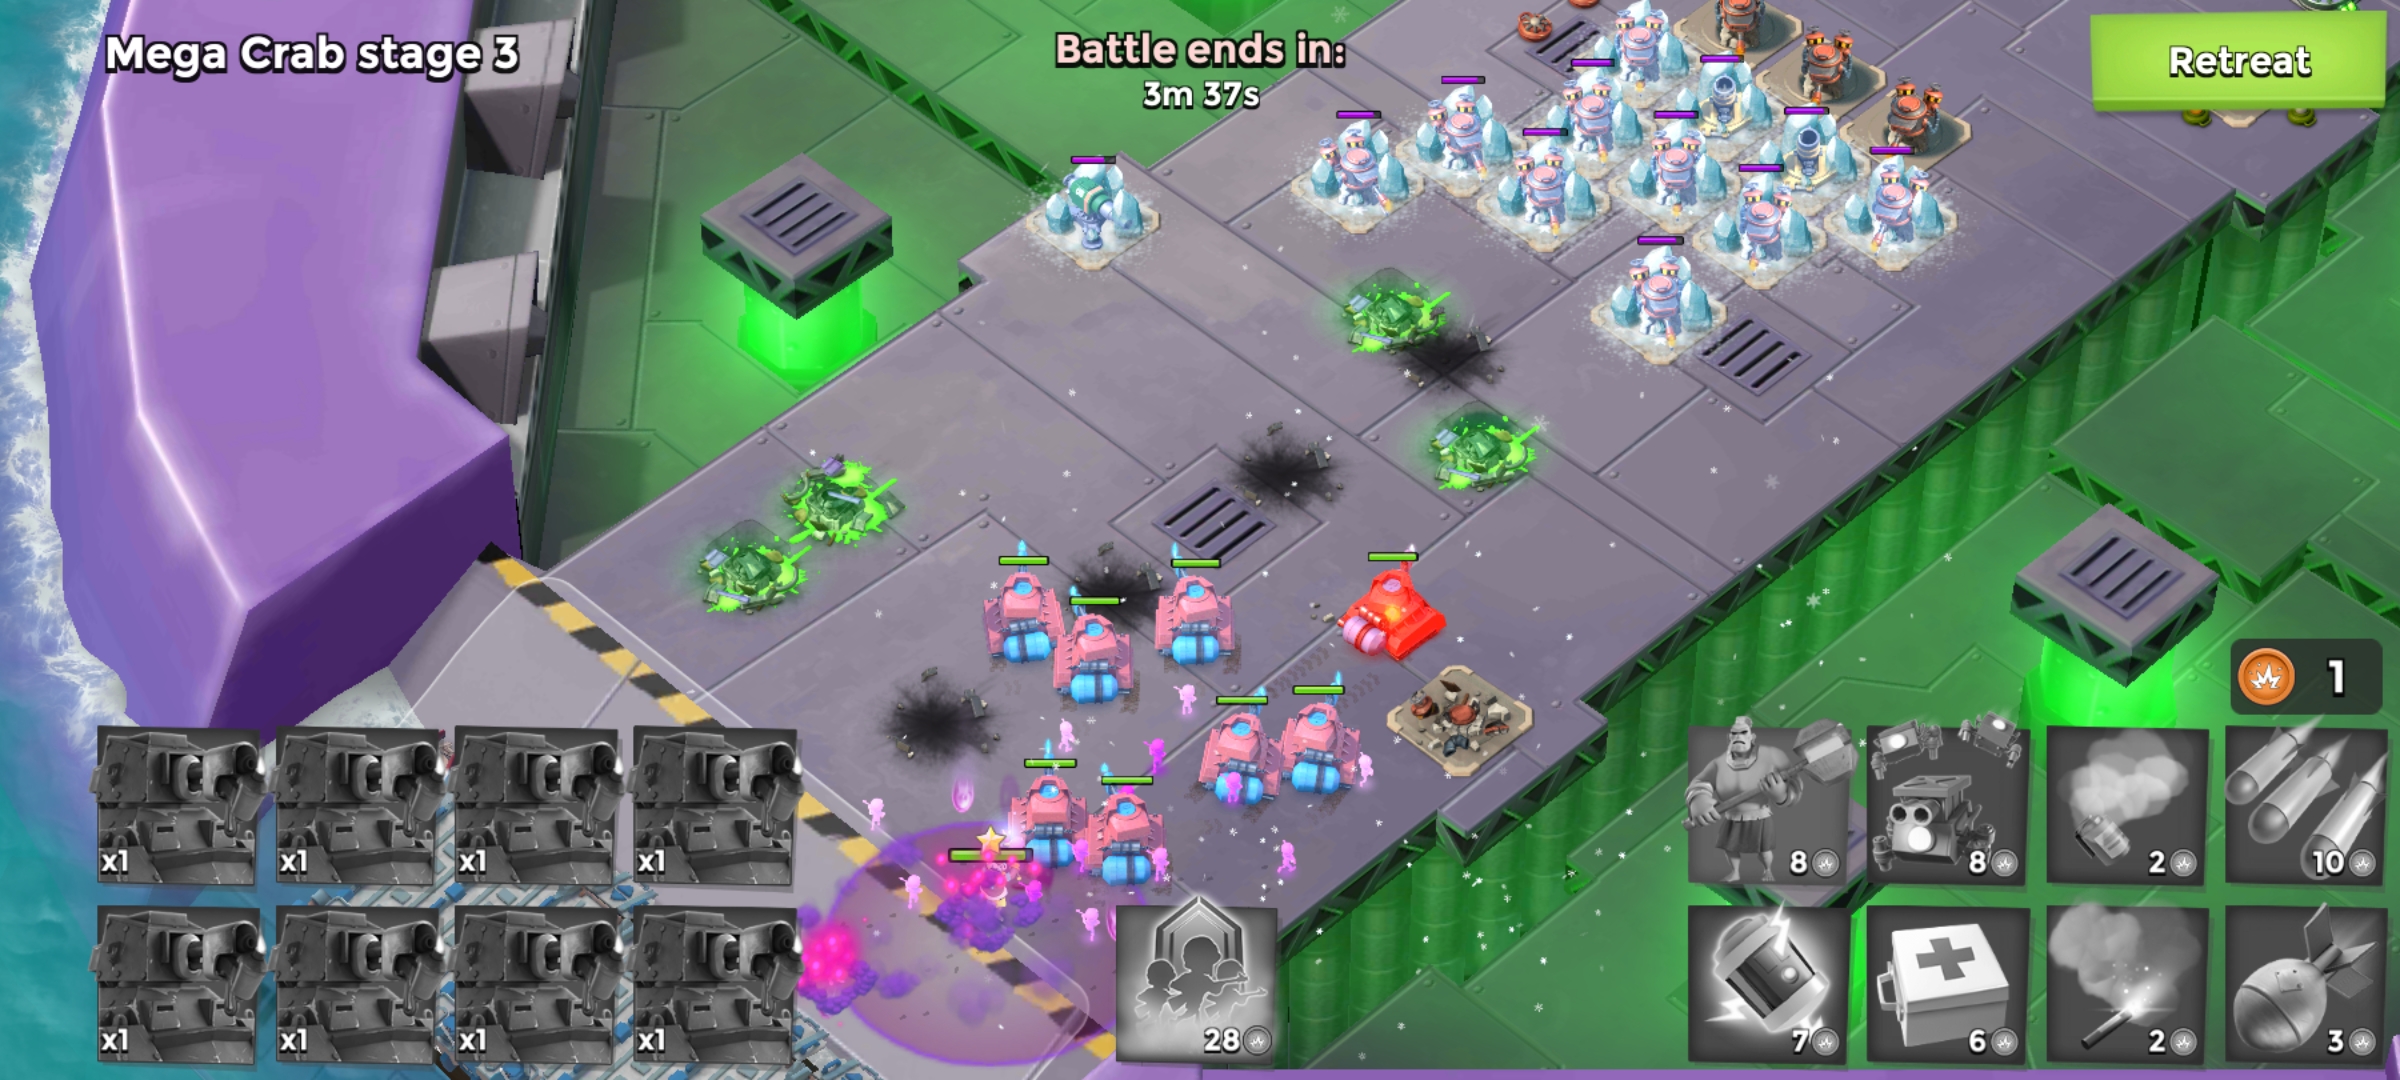 Mega Crab stage 3
Battle ends in:
3m 37s
Retreat
1
x1
x1
x1
x1
8
8
2
10
x1
x1
x1
x1
28
7
6
2
3